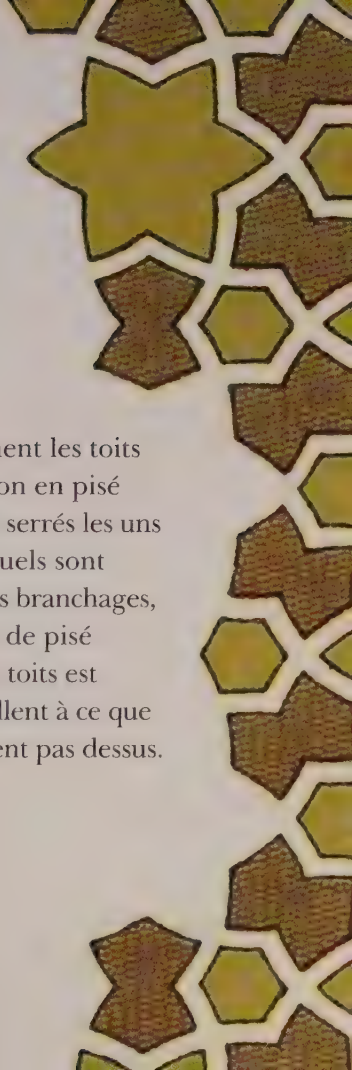 ent les toits
on en pisé
serrés les uns
uels sont
s branchages,
de pisé
toits est
llent à ce que
ent pas dessus.